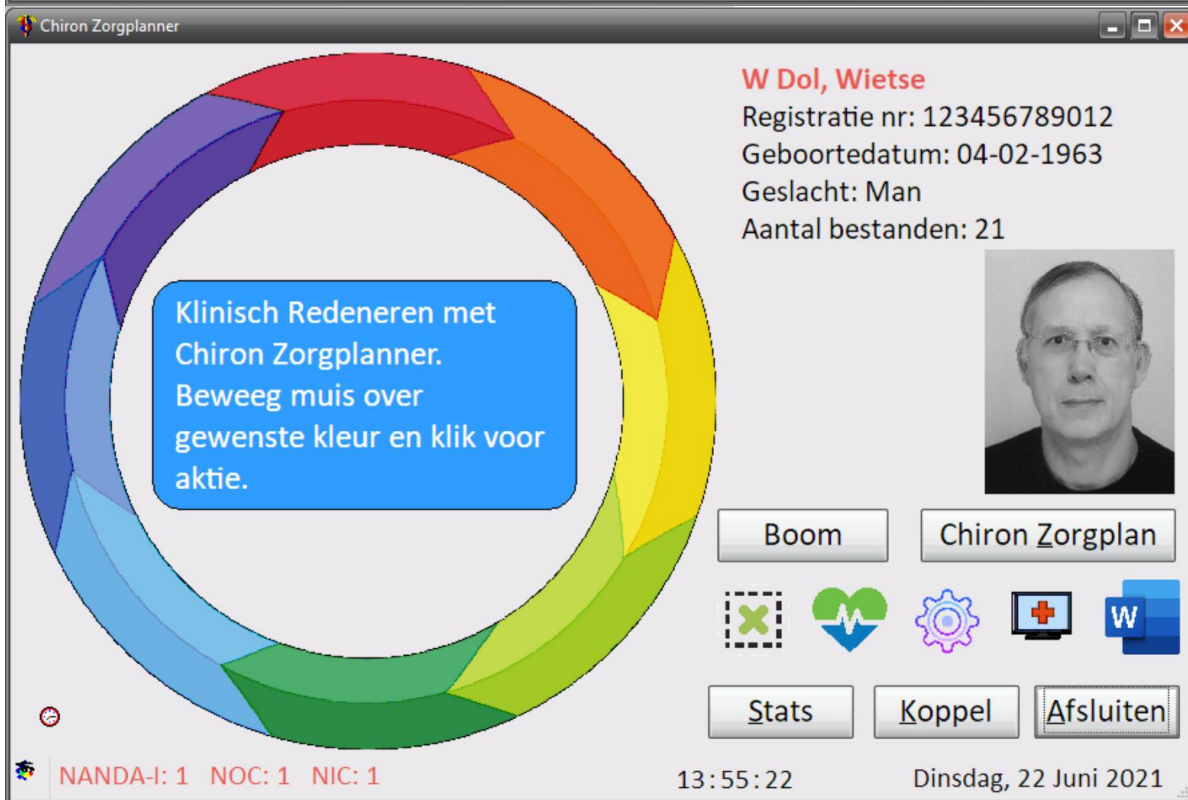 Chiron Zorgplanner
W Dol, Wietse
Registratie nr: 123456789012
Geboortedatum: 04-02-1963
Geslacht: Man
Aantal bestanden: 21
Klinisch Redeneren met
Chiron Zorgplanner.
Beweeg muis over
gewenste kleur en klik voor
aktie.
Boom
Chiron Zorgplan
W
Stats
Koppel
Afsluiten
NANDA-I: 1 NOC: 1 NIC: 1
13:55:22
Dinsdag, 22 Juni 2021